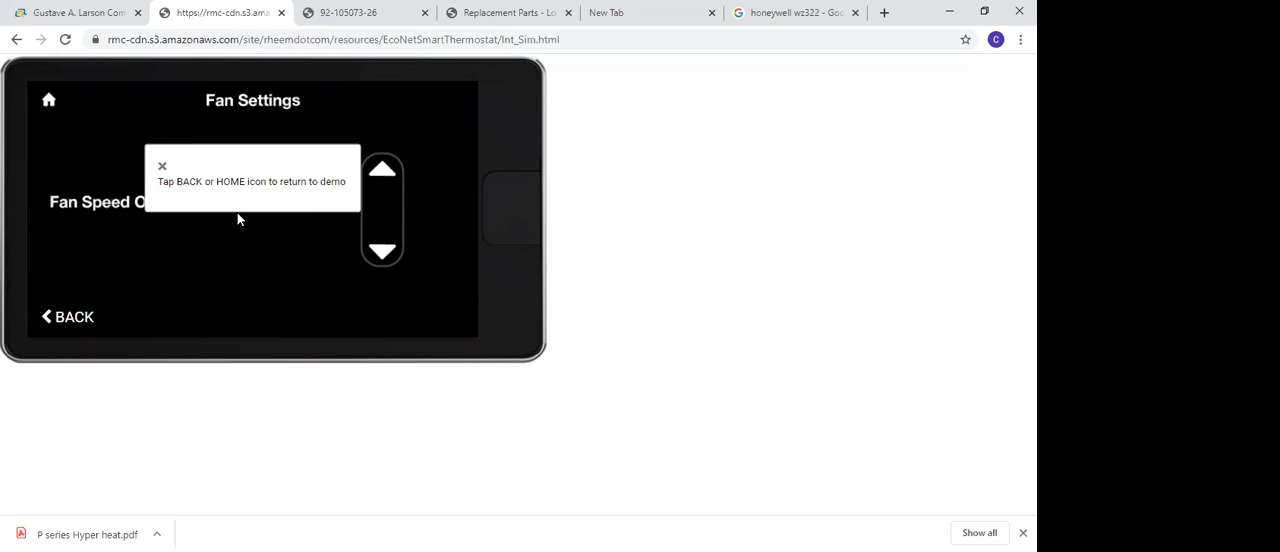 Gustave A. Larson Com
https://rmc-cdn.s3.ama
92-105073-26
Replacement Parts - Lo
New Tab
honeywell wz322 - Goo
rmc-cdn.s3.amazonaws.com/site/rheemdotcom/resources/EcoNetSmartThermostat/Int_Sim.html
C
Fan Settings
Tap BACK or HOME icon to return to demo
Fan Speed O
BACK
P series Hyper heat.pdf
Show all